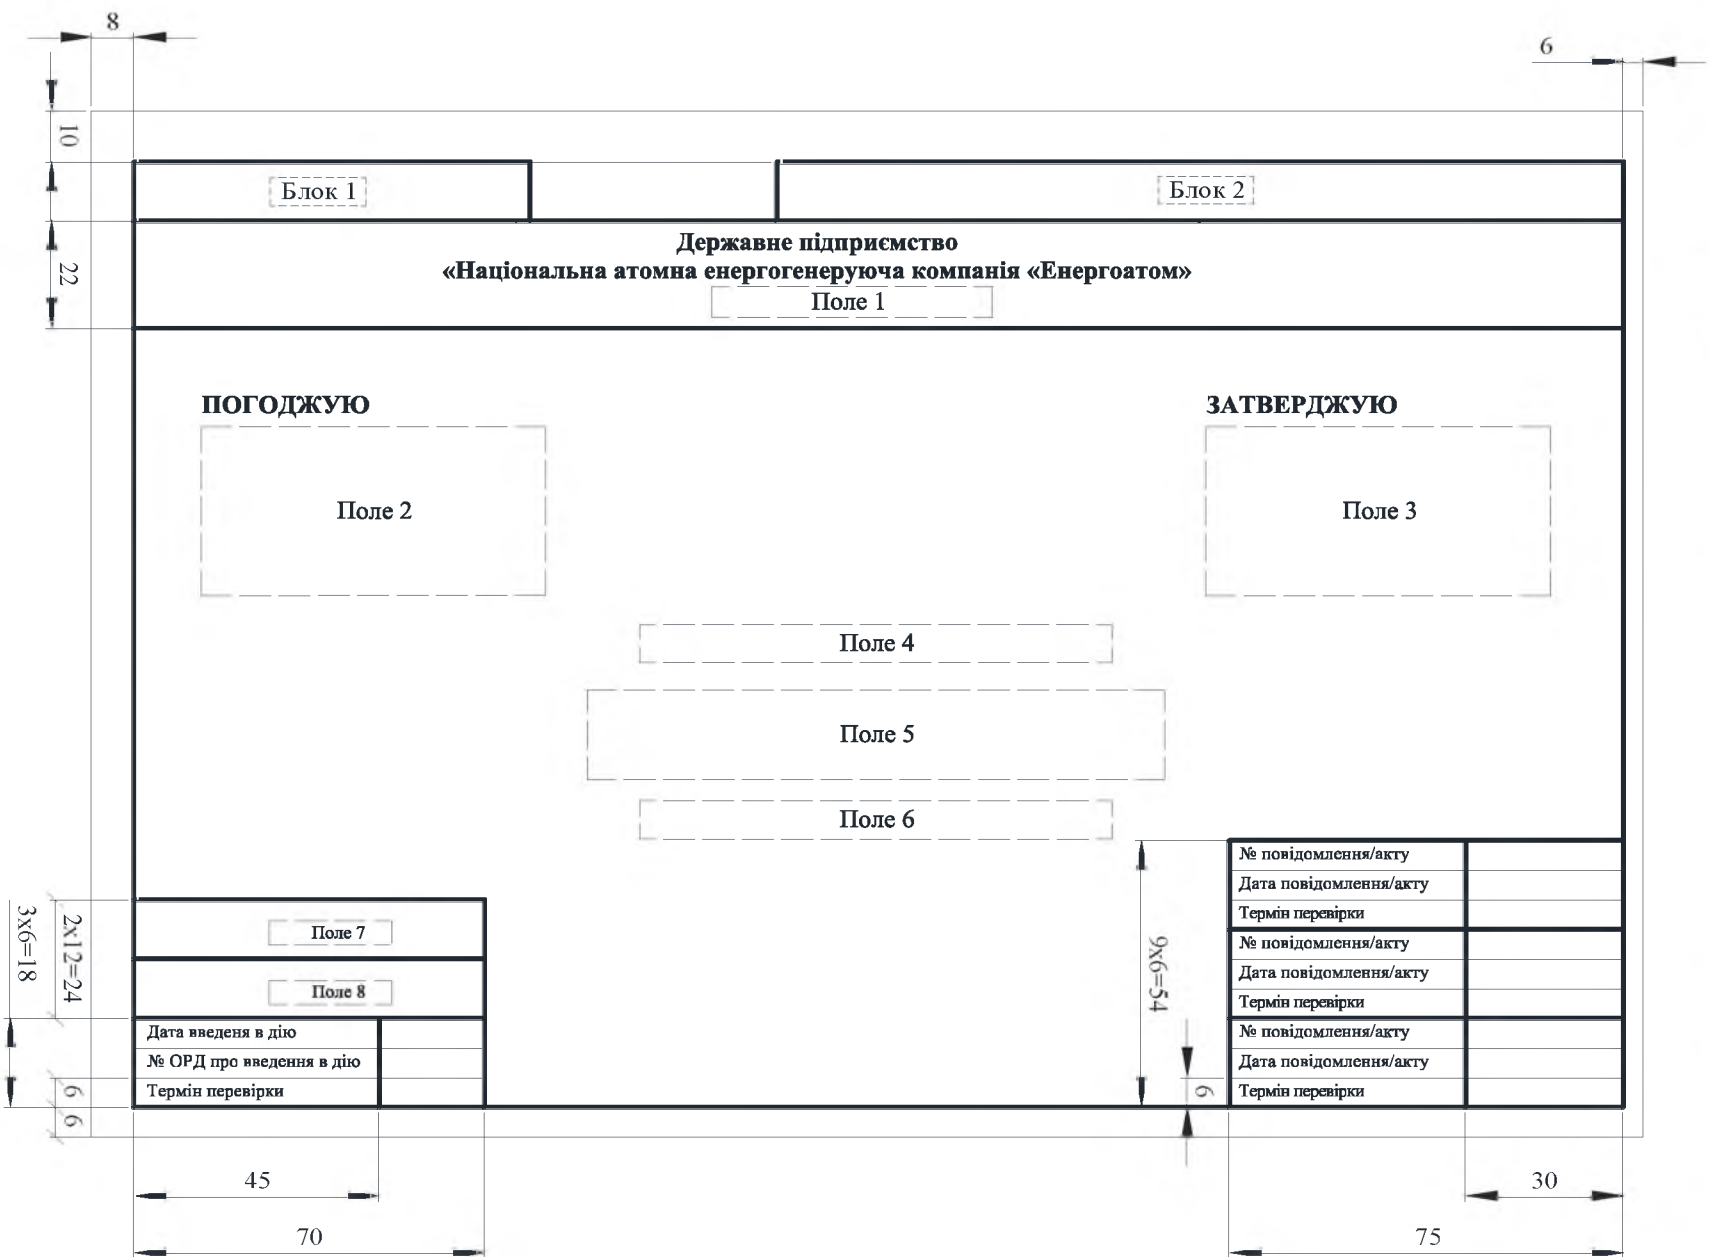 8
6
10
Блок 1
Блок 2
22
Державне підприємство
«Національна атомна енергогенеруюча компанія «Енергоатом»
Поле 1
ПОГОДЖУЮ
ЗАТВЕРДЖУЮ
Поле 2
Поле 3
Поле 4
Поле 5
Поле 6
3x6=18
2x12=24
Поле 7
Поле 8
Дата введеня в дію
№ ОРД про введення в дію
Термін перевірки
6
6
9x6=54
6
№ повідомлення/акту
Дата повідомлення/акту
Термін перевірки
№ повідомлення/акту
Дата повідомлення/акту
Термін перевірки
№ повідомлення/акту
Дата повідомлення/акту
Термін перевірки
45
30
70
75